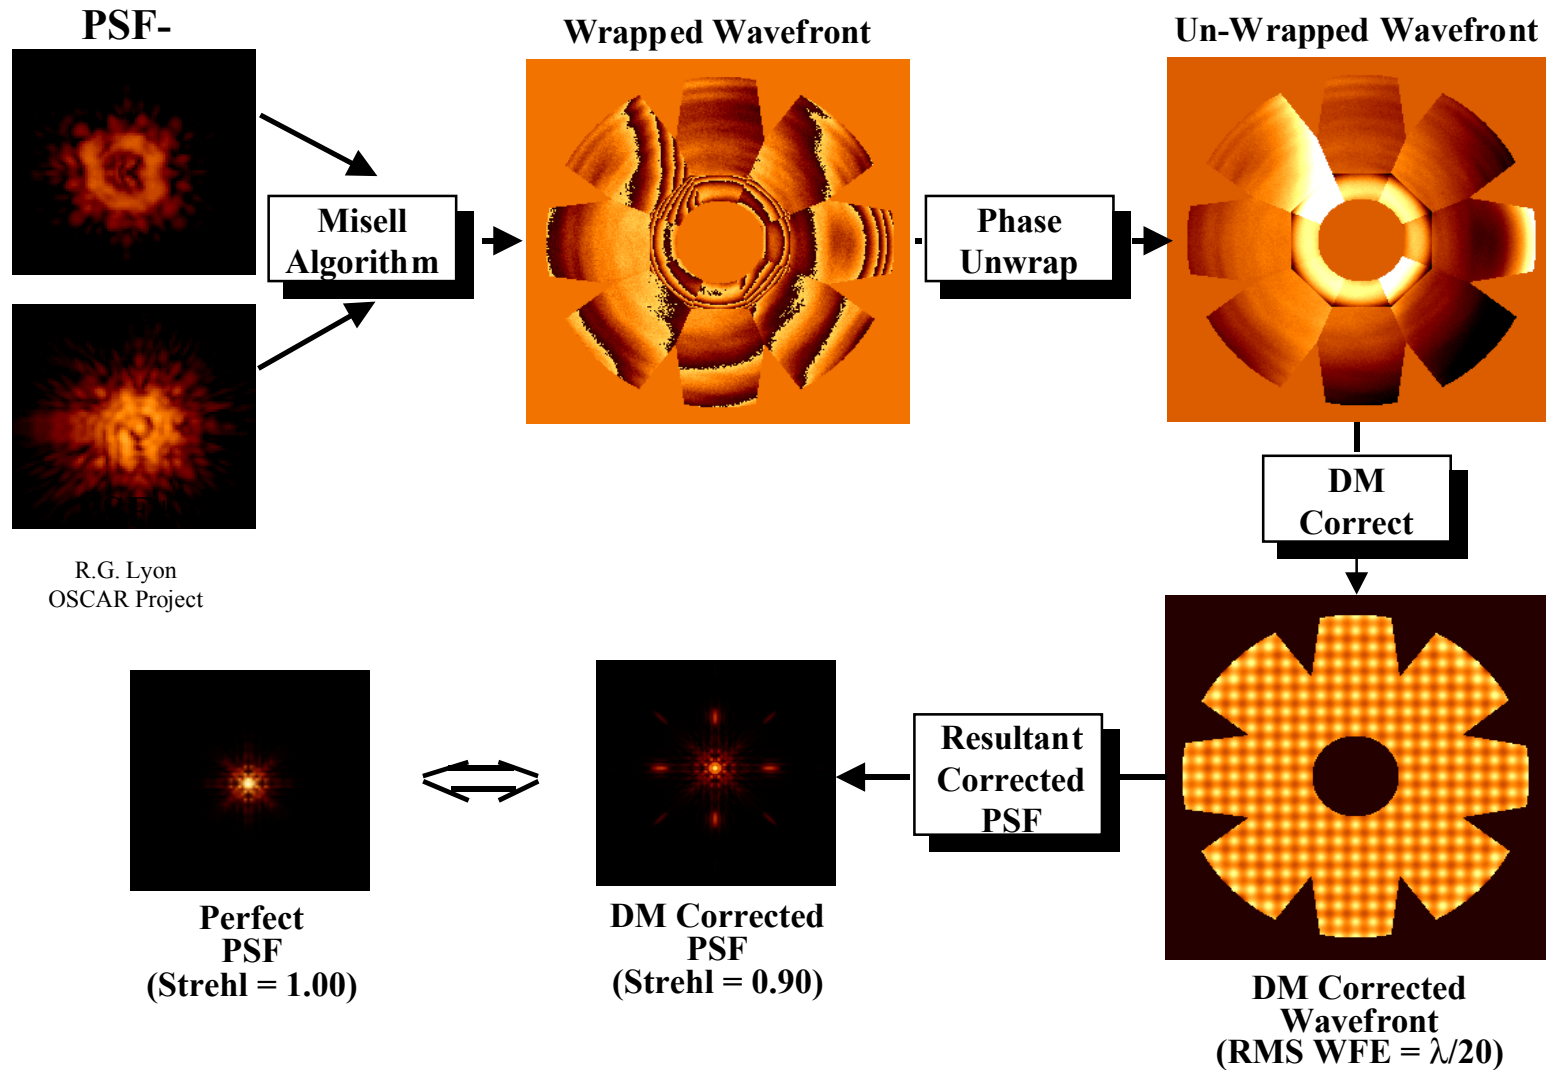 PSF-
Wrapped Wavefront
Un-Wrapped Wavefront
Misell
Algorithm
Phase
Unwrap
DM
Correct
R.G. Lyon
OSCAR Project
Resultant
Corrected
PSF
Perfect
PSF
(Strehl = 1.00)
DM Corrected
PSF
(Strehl = 0.90)
DM Corrected
Wavefront
(RMS WFE = λ/20)